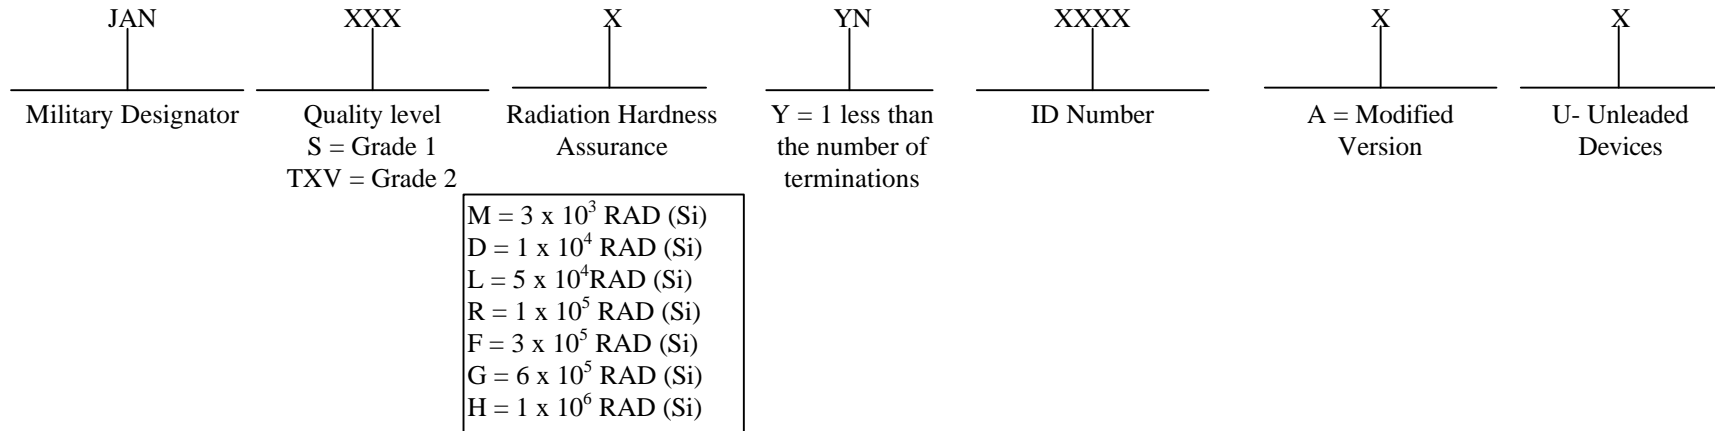 JAN XXX X YN XXXX X X
Military Designator
Quality level
S = Grade 1
TXV = Grade 2
Radiation Hardness
Assurance
M = 3 x 10³ RAD (Si)
D = 1 x 10⁴ RAD (Si)
L = 5 x 10⁴RAD (Si)
R = 1 x 10⁵ RAD (Si)
F = 3 x 10⁵ RAD (Si)
G = 6 x 10⁵ RAD (Si)
H = 1 x 10⁶ RAD (Si)
Y = 1 less than
the number of
terminations
ID Number
A = Modified
Version
U- Unleaded
Devices